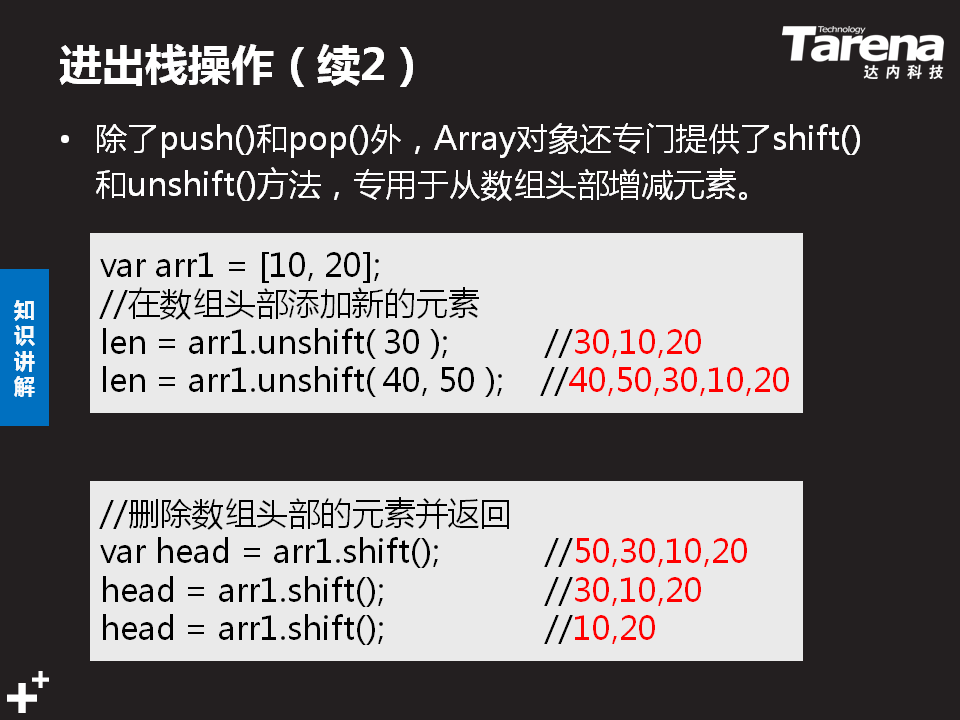 进出栈操作（续2）
Technology
Tarena
达内科技
• 除了push()和pop()外，Array对象还专门提供了shift()
和unshift()方法，专用于从数组头部增减元素。
var arr1 = [10, 20];
//在数组头部添加新的元素
len = arr1.unshift( 30 ); //30,10,20
len = arr1.unshift( 40, 50 ); //40,50,30,10,20
知识讲解
//删除数组头部的元素并返回
var head = arr1.shift(); //50,30,10,20
head = arr1.shift(); //30,10,20
head = arr1.shift(); //10,20